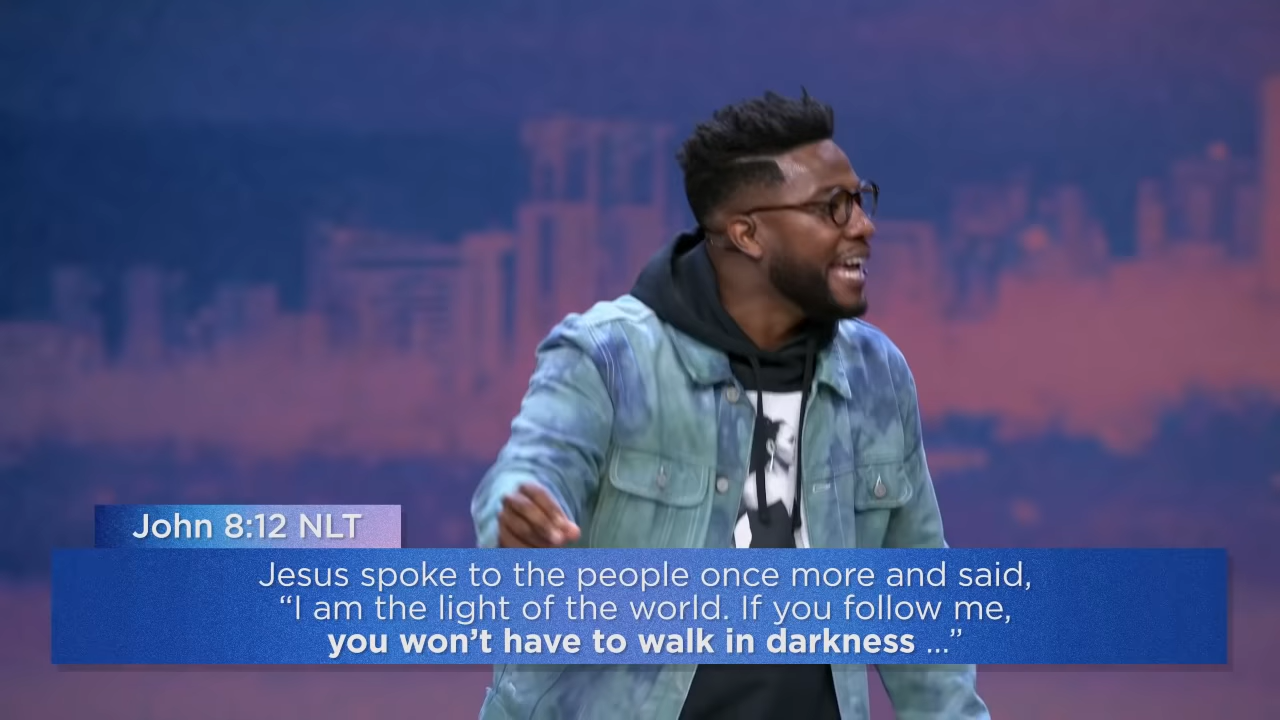 John 8:12 NLT
Jesus spoke to the people once more and said,
“I am the light of the world. If you follow me,
you won’t have to walk in darkness ...”